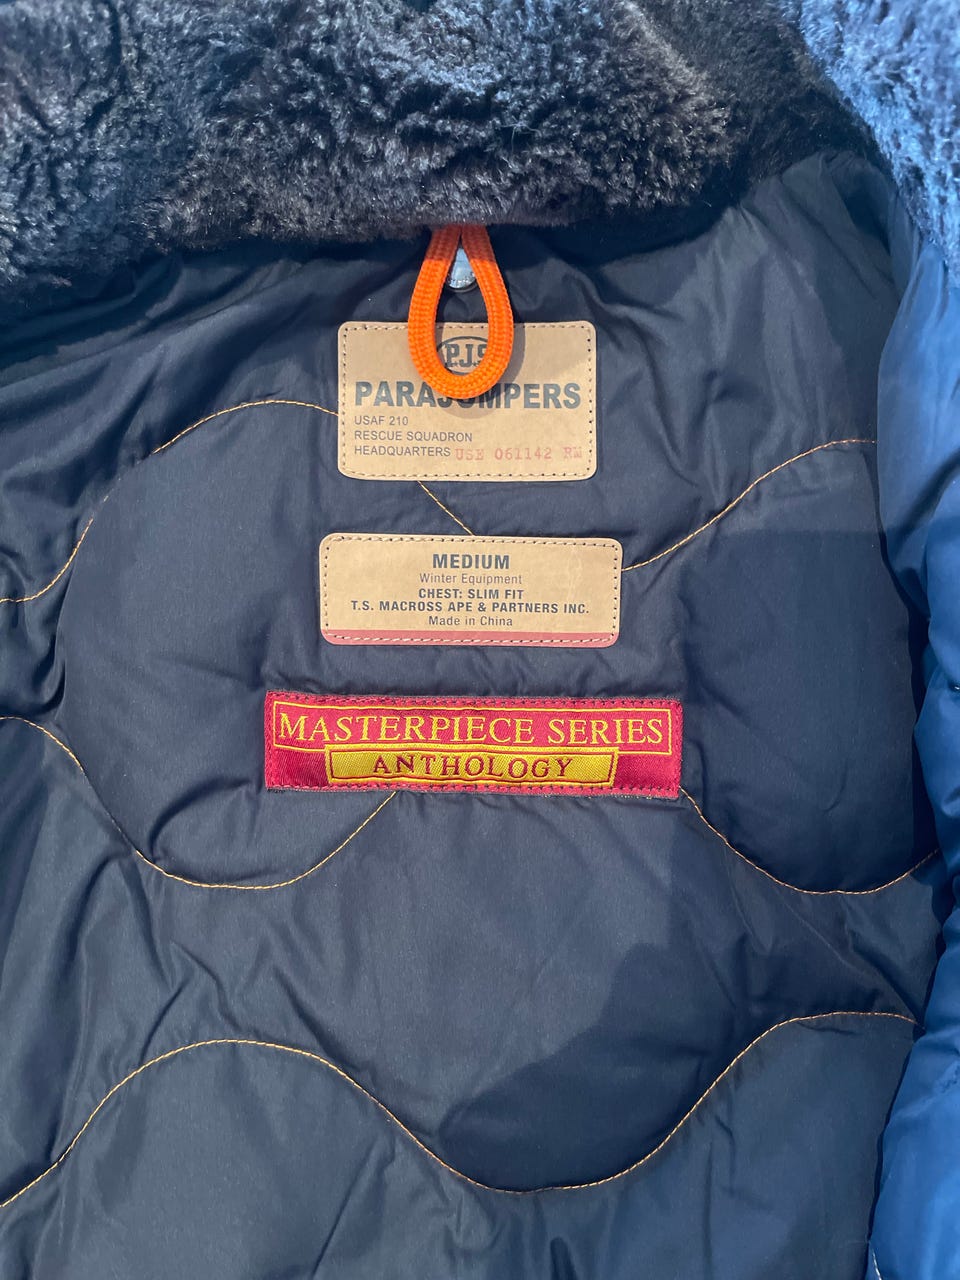 P.J.S
PARAJUMPERS
USAF 210
RESCUE SQUADRON
HEADQUARTERS USE 061142 RM
MEDIUM
Winter Equipment
CHEST: SLIM FIT
T.S. MACROSS APE & PARTNERS INC.
Made in China
MASTERPIECE SERIES
ANTHOLOGY